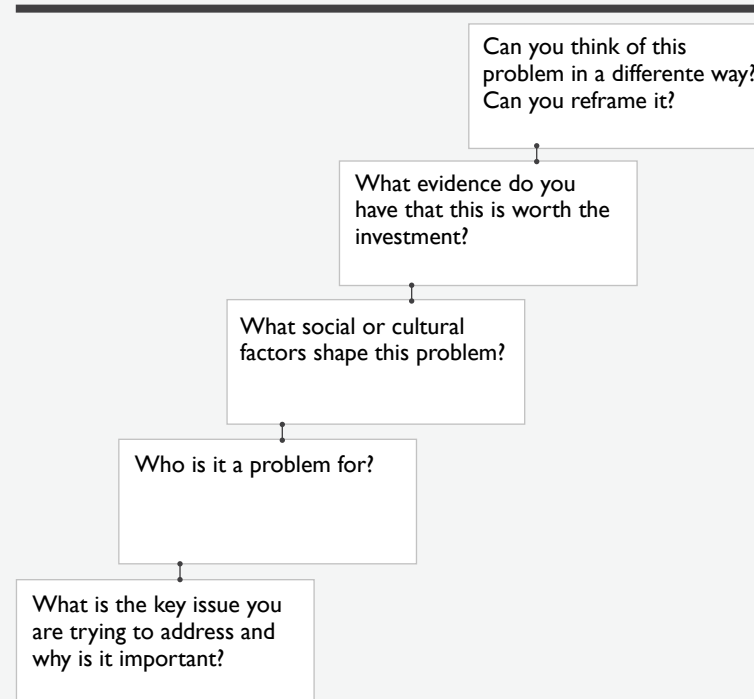 Can you think of this
problem in a differente way?
Can you reframe it?
What evidence do you
have that this is worth the
investment?
What social or cultural
factors shape this problem?
Who is it a problem for?
What is the key issue you
are trying to address and
why is it important?